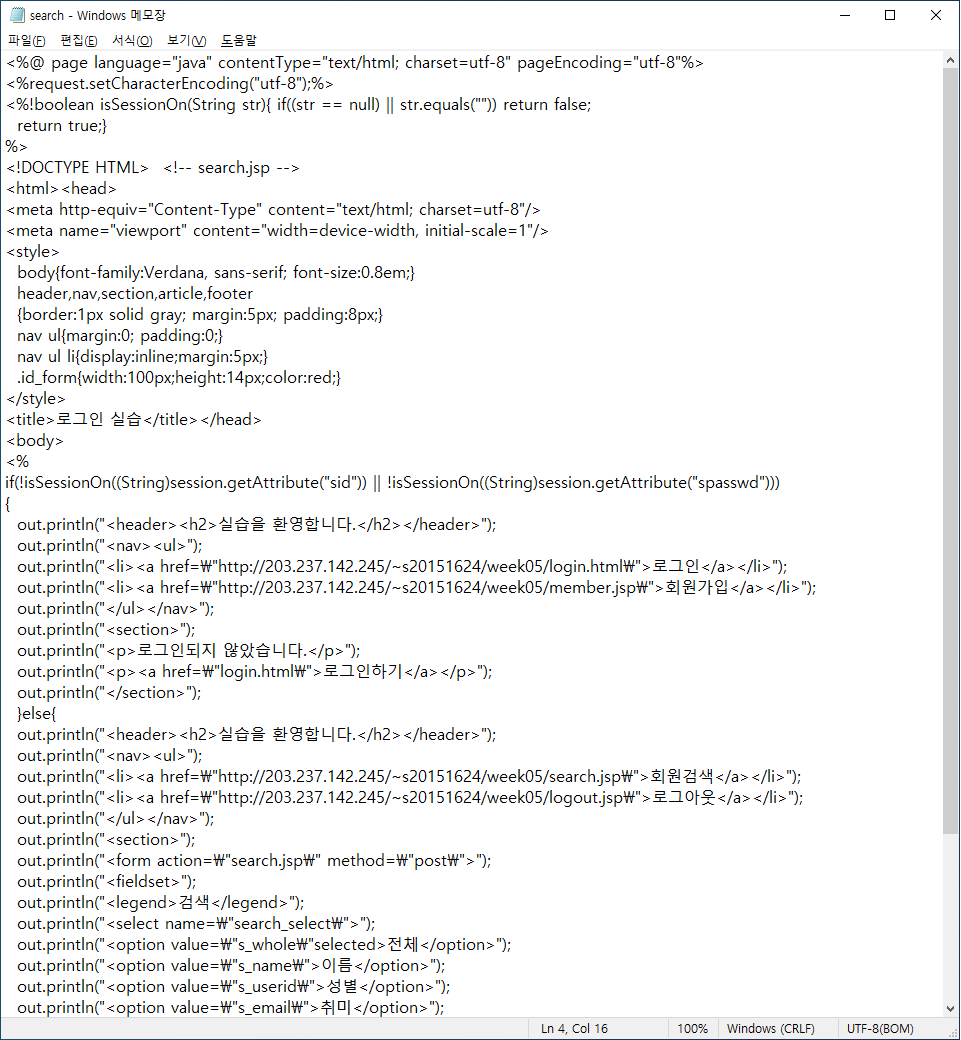 search - Windows 메모장
파일(F) 편집(E) 서식(O) 보기(V) 도움말
<%@ page language="java" contentType="text/html; charset=utf-8" pageEncoding="utf-8"%>
<%request.setCharacterEncoding("utf-8");%>
<%!boolean isSessionOn(String str){ if((str == null) || str.equals("")) return false;
return true;}
%>
<!DOCTYPE HTML> <!-- search.jsp -->
<html><head>
<meta http-equiv="Content-Type" content="text/html; charset=utf-8"/>
<meta name="viewport" content="width=device-width, initial-scale=1"/>
<style>
body{font-family:Verdana, sans-serif; font-size:0.8em;}
header,nav,section,article,footer
{border:1px solid gray; margin:5px; padding:8px;}
nav ul{margin:0; padding:0;}
nav ul li{display:inline;margin:5px;}
.id_form{width:100px;height:14px;color:red;}
</style>
<title>로그인 실습</title></head>
<body>
<%
if(!isSessionOn((String)session.getAttribute("sid")) || !isSessionOn((String)session.getAttribute("spasswd")))
{
out.println("<header><h2>실습을 환영합니다.</h2></header>");
out.println("<nav><ul>");
out.println("<li><a href=₩"http://203.237.142.245/~s20151624/week05/login.html₩">로그인</a></li>");
out.println("<li><a href=₩"http://203.237.142.245/~s20151624/week05/member.jsp₩">회원가입</a></li>");
out.println("</ul></nav>");
out.println("<section>");
out.println("<p>로그인되지 않았습니다.</p>");
out.println("<p><a href=₩"login.html₩">로그인하기</a></p>");
out.println("</section>");
}else{
out.println("<header><h2>실습을 환영합니다.</h2></header>");
out.println("<nav><ul>");
out.println("<li><a href=₩"http://203.237.142.245/~s20151624/week05/search.jsp₩">회원검색</a></li>");
out.println("<li><a href=₩"http://203.237.142.245/~s20151624/week05/logout.jsp₩">로그아웃</a></li>");
out.println("</ul></nav>");
out.println("<section>");
out.println("<form action=₩"search.jsp₩" method=₩"post₩">");
out.println("<fieldset>");
out.println("<legend>검색</legend>");
out.println("<select name=₩"search_select₩">");
out.println("<option value=₩"s_whole₩"selected>전체</option>");
out.println("<option value=₩"s_name₩">이름</option>");
out.println("<option value=₩"s_userid₩">성별</option>");
out.println("<option value=₩"s_email₩">취미</option>");
Ln 4, Col 16 100% Windows (CRLF) UTF-8(BOM)